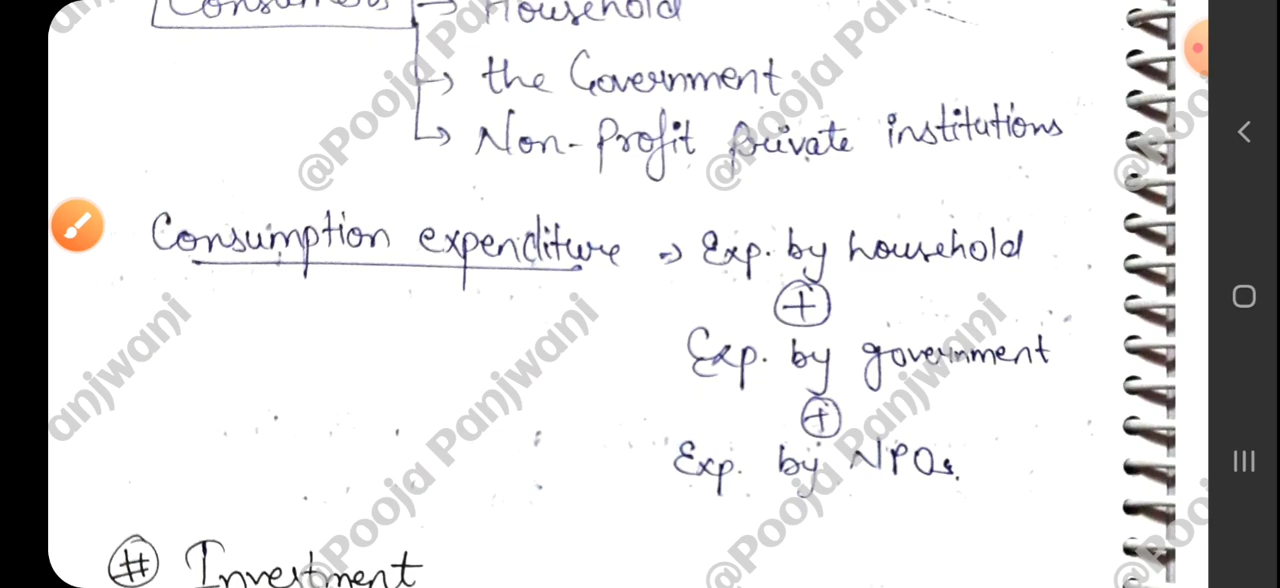 Consumers → Household
→ the Government
→ Non-Profit private institutions
Consumption expenditure → Exp. by household
+
Exp. by government
+
Exp. by NPOs.
# Investment
@Pooja Panjwani